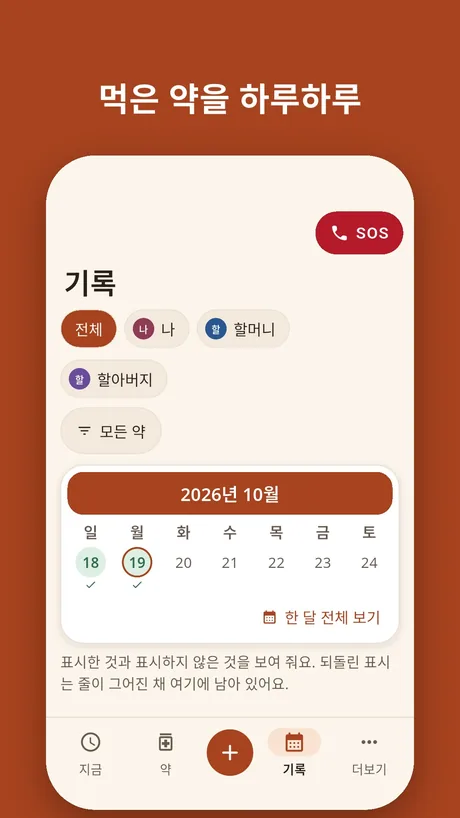 먹은 약을 하루하루
SOS
기록
전체
나 나
할 할머니
할 할아버지
모든 약
2026년 10월
일 월 화 수 목 금 토
18 19 20 21 22 23 24
한 달 전체 보기
표시한 것과 표시하지 않은 것을 보여 줘요. 되돌린 표시
는 줄이 그어진 채 여기에 남아 있어요.
지금 약 기록 더보기